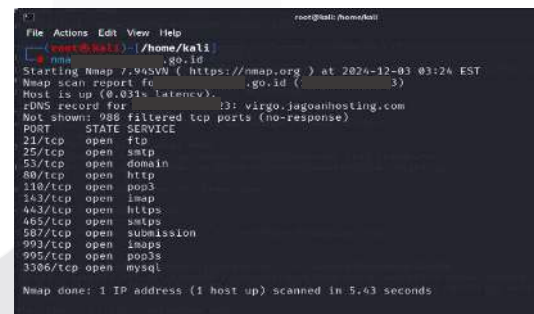 root@kali: /home/kali
File Actions Edit View Help
(root㉿kali)-[/home/kali]
# nma .go.id
Starting Nmap 7.94SVN ( https://nmap.org ) at 2024-12-03 03:24 EST
Nmap scan report fo .go.id ( 3)
Host is up (0.031s latency).
rDNS record for 23: virgo.jagoanhosting.com
Not shown: 988 filtered tcp ports (no-response)
PORT STATE SERVICE
21/tcp open ftp
25/tcp open smtp
53/tcp open domain
80/tcp open http
110/tcp open pop3
143/tcp open imap
443/tcp open https
465/tcp open smtps
587/tcp open submission
993/tcp open imaps
995/tcp open pop3s
3306/tcp open mysql
Nmap done: 1 IP address (1 host up) scanned in 5.43 seconds